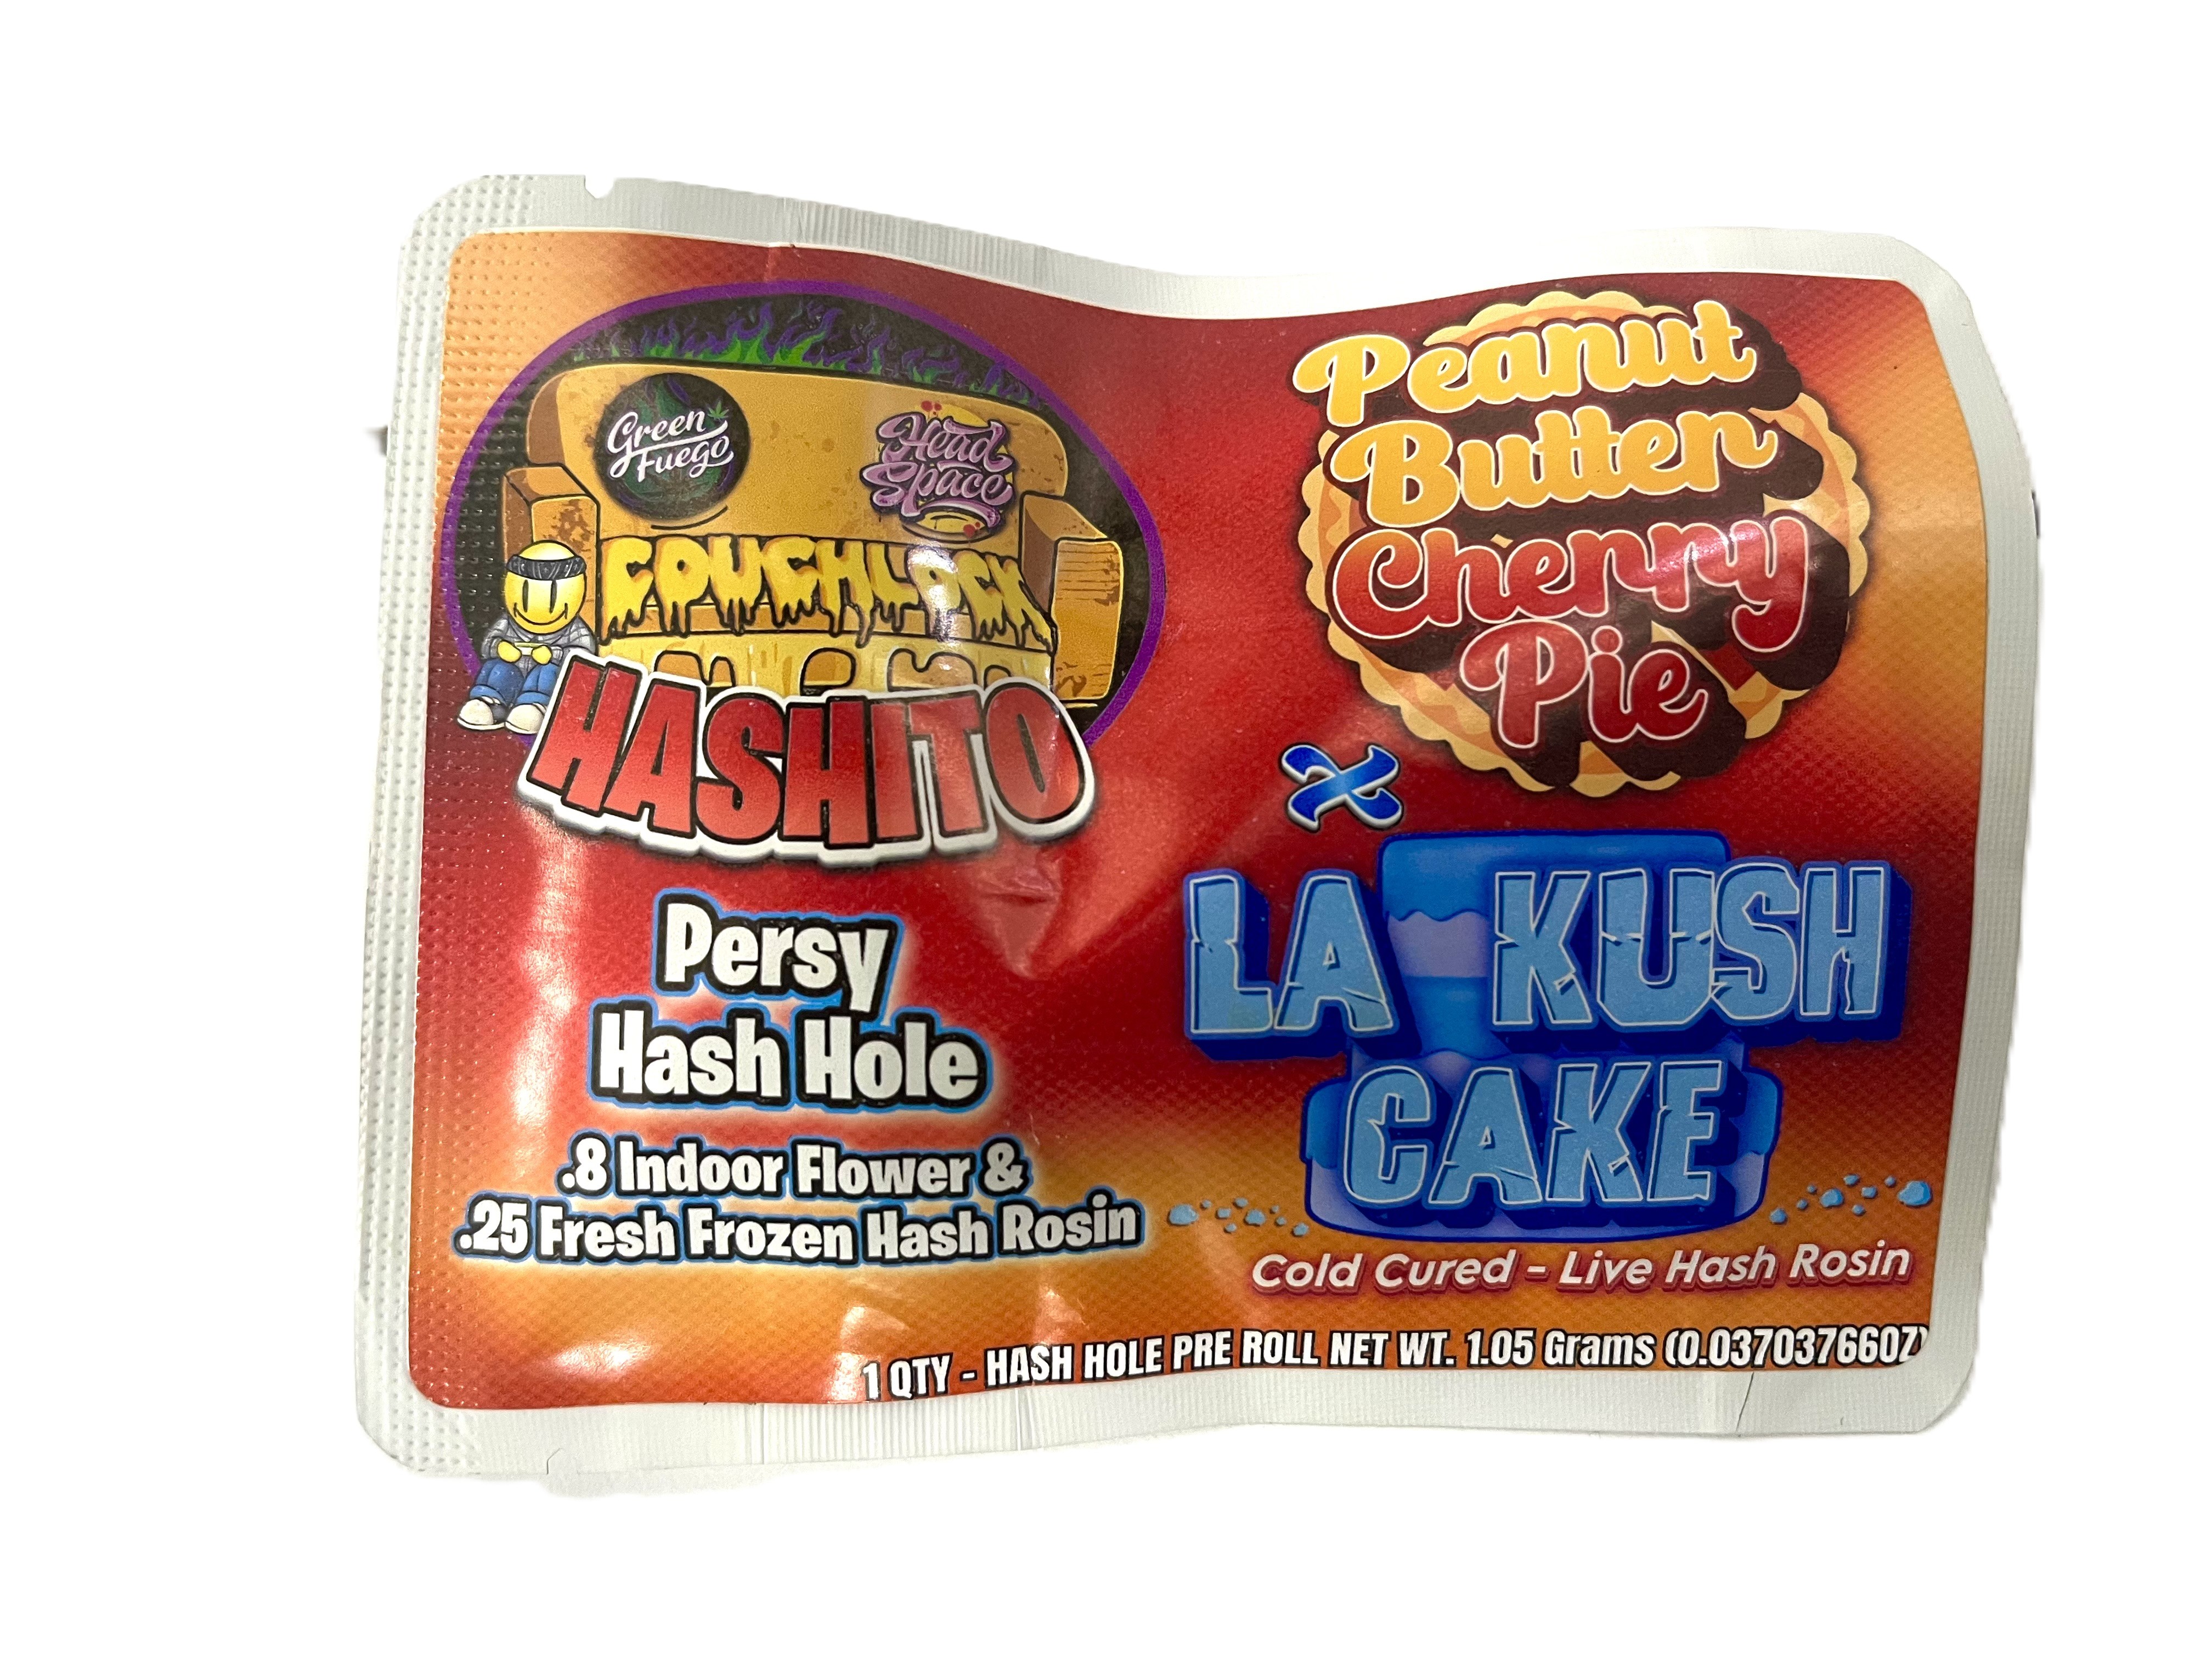 Green
Fuego
Head
Space
COUCHLOCK
HASHITO
Persy
Hash Hole
.8 Indoor Flower &
.25 Fresh Frozen Hash Rosin
Peanut
Butter
Cherry
Pie
X
LA KUSH
CAKE
Cold Cured - Live Hash Rosin
1 QTY - HASH HOLE PRE ROLL NET WT. 1.05 Grams (0.03703766OZ)